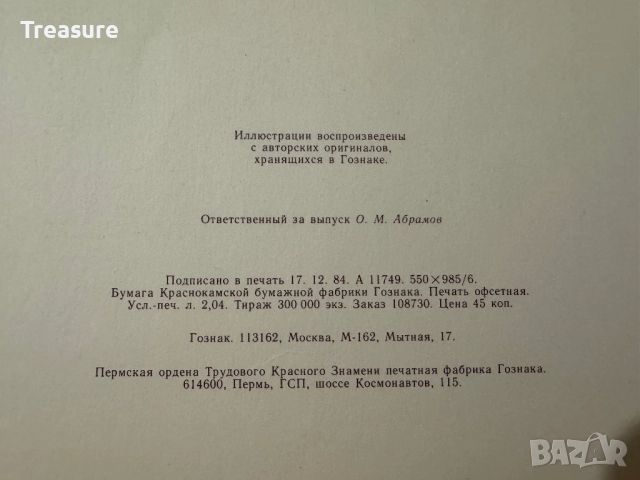 Treasure
Иллюстрации воспроизведены
с авторских оригиналов,
хранящихся в Гознаке.
Ответственный за выпуск О. М. Абрамов
Подписано в печать 17. 12. 84. А 11749. 550×985/6.
Бумага Краснокамской бумажной фабрики Гознака. Печать офсетная.
Усл.-печ. л. 2,04. Тираж 300 000 экз. Заказ 108730. Цена 45 коп.
Гознак. 113162, Москва, М-162, Мытная, 17.
Пермская ордена Трудового Красного Знамени печатная фабрика Гознака.
614600, Пермь, ГСП, шоссе Космонавтов, 115.
BAZAR